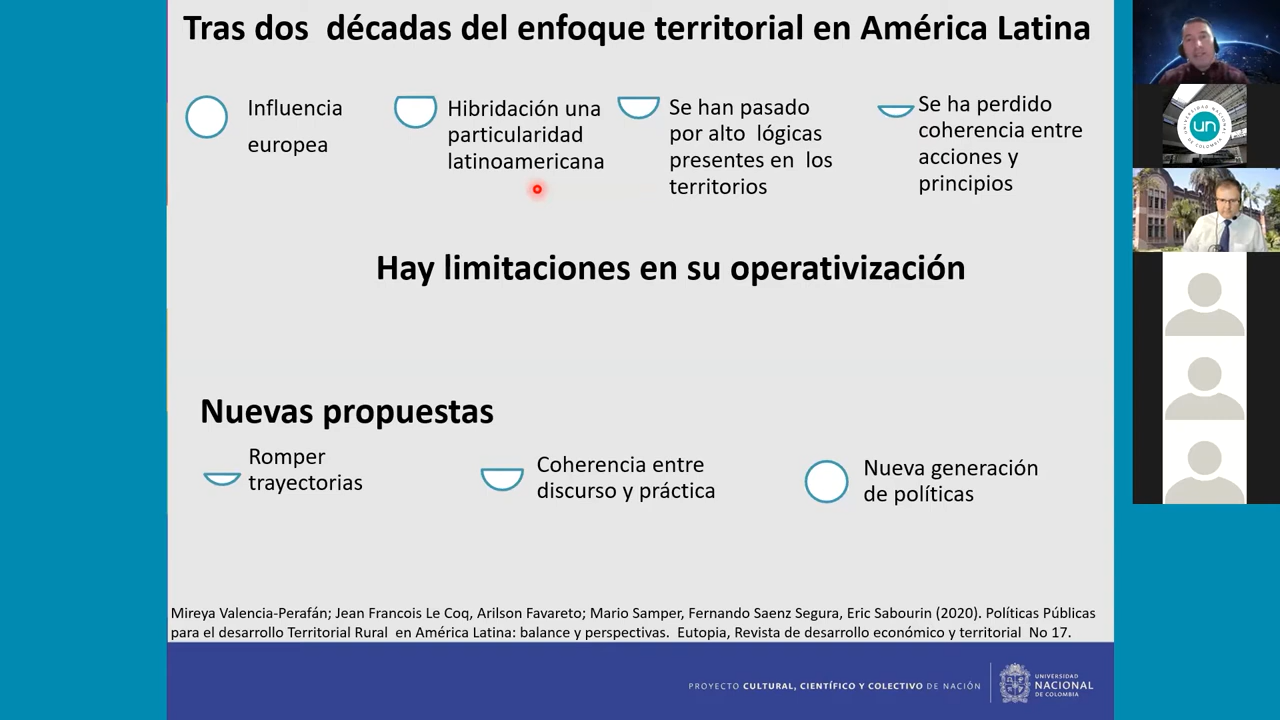 Tras dos  décadas del enfoque territorial en América Latina
Influencia
europea
Hibridación una
particularidad
latinoamericana
Se han pasado
por alto  lógicas
presentes en  los
territorios
Se ha perdido
coherencia entre
acciones y
principios
Hay limitaciones en su operativización
Nuevas propuestas
Romper
trayectorias
Coherencia entre
discurso y práctica
Nueva generación
de políticas
Mireya Valencia-Perafán; Jean Francois Le Coq, Arilson Favareto; Mario Samper, Fernando Saenz Segura, Eric Sabourin (2020). Políticas Públicas
para el desarrollo Territorial Rural  en América Latina: balance y perspectivas.  Eutopia, Revista de desarrollo económico y territorial  No 17.
PROYECTO CULTURAL, CIENTÍFICO Y COLECTIVO DE NACIÓN
UNIVERSIDAD
NACIONAL
DE COLOMBIA
UNIVERSIDAD NACIONAL
un
DE COLOMBIA